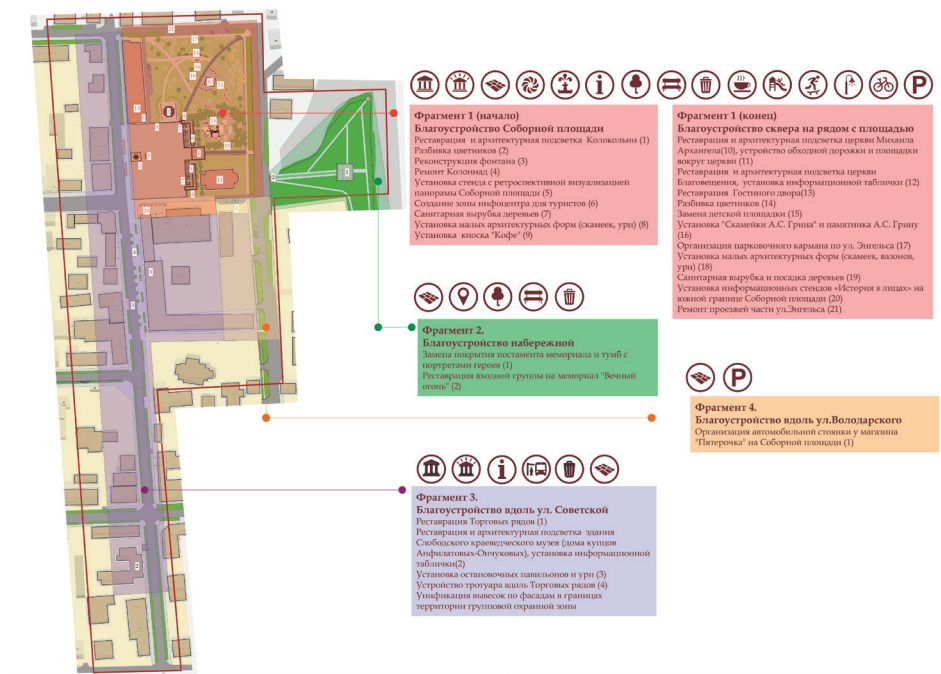 Фрагмент 1 (начало)
Благоустройство Соборной площади
Реставрация и архитектурная подсветка Колокольни (1)
Разбивка цветников (2)
Реконструкция фонтана (3)
Ремонт Колоннад (4)
Установка стенда с ретроспективной визуализацией
панорамы Соборной площади (5)
Создание зоны инфоцентра для туристов (6)
Санитарная вырубка деревьев (7)
Установка малых архитектурных форм (скамеек, урн) (8)
Установка киоска "Кофе" (9)
Фрагмент 1 (конец)
Благоустройство сквера на рядом с площадью
Реставрация и архитектурная подсветка церкви Михаила
Архангела(10), устройство обходной дорожки и площадки
вокруг церкви (11)
Реставрация и архитектурная подсветка церкви
Благовещения, установка информационной таблички (12)
Реставрация Гостиного двора(13)
Разбивка цветников (14)
Замена детской площадки (15)
Установка "Скамейки А.С. Грина" и памятника А.С. Грину
(16)
Организация парковочного кармана по ул. Энгельса (17)
Установка малых архитектурных форм (скамеек, вазонов,
урн) (18)
Санитарная вырубка и посадка деревьев (19)
Установка информационных стендов «История в лицах» на
южной границе Соборной площади (20)
Ремонт проезжей части ул.Энгельса (21)
Фрагмент 2.
Благоустройство набережной
Замена покрытия постамента мемориала и тумб с
портретами героев (1)
Реставрация входной группы на мемориал "Вечный
огонь" (2)
P
Фрагмент 4.
Благоустройство вдоль ул.Володарского
Организация автомобильной стоянки у магазина
"Пятерочка" на Соборной площади (1)
Фрагмент 3.
Благоустройство вдоль ул. Советской
Реставрация Торговых рядов (1)
Реставрация и архитектурная подсветка здания
Слободского краеведческого музея (дома купцов
Анфилатовых-Ончуковых), установка информационной
таблички(2)
Установка остановочных павильонов и урн (3)
Устройство тротуара вдоль Торговых рядов (4)
Унификация вывесок по фасадам в границах
территории групповой охранной зоны